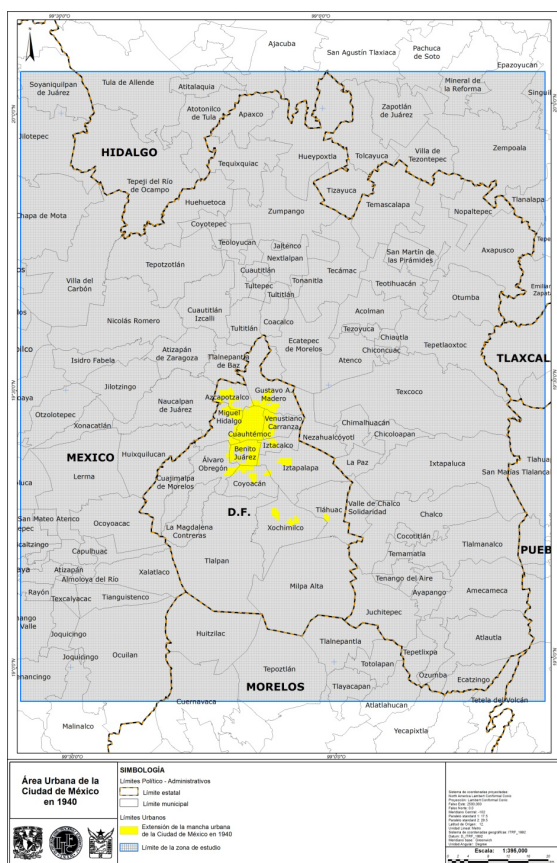 99°30'0"O
99°0'0"O
Ajacuba
San Agustín Tlaxiaca
Pachuca
de Soto
Epazoyucan
Soyaniquilpan
de Juárez
Tula de Allende
Atitalaquia
Mineral de
la Reforma
Atotonilco
de Tula
Apaxco
Zapotlán
de Juárez
Jilotepec
HIDALGO
Tequixquiac
Hueypoxtla
Tolcayuca
Villa de
Tezontepec
Zempoala
Tepeji del Río
de Ocampo
Tizayuca
Huehuetoca
Temascalapa
Tlanalapa
Chapa de Mota
Zumpango
Nopaltepec
Coyotepec
Teoloyucan
Jaltenco
Nextlalpan
San Martín de
las Pirámides
Axapusco
Tepotzotlán
Cuautitlán
Tonanitla
Tecámac
Teotihuacán
Villa del
Carbón
Tultepec
Tultitlán
Otumba
Cuautitlán
Izcalli
Acolman
Nicolás Romero
Tultitlán
Coacalco
Tezoyuca
Chiautla
Ecatepec
de Morelos
Chiconcuac
Tepetlaoxtoc
Atizapán
de Zaragoza
Tlalnepantla
de Baz
Atenco
TLAXCAL
Isidro Fabela
Jilotzingo
Azcapotzalco
Gustavo A.
Madero
Texcoco
Naucalpan
de Juárez
Miguel
Hidalgo
Venustiano
Carranza
Otzolotepec
Xonacatlán
Cuauhtémoc
Chimalhuacán
Nezahualcóyotl
Chicoloapan
MEXICO
Huixquilucan
Benito
Juárez
Iztacalco
Álvaro
Obregón
Iztapalapa
La Paz
Ixtapaluca
Lerma
Cuajimalpa
de Morelos
Coyoacán
Valle de Chalco
Solidaridad
D.F.
Tláhuac
Chalco
San Mateo Atenco
Ocoyoacac
La Magdalena
Contreras
Xochimilco
Cocotitlán
Tlalmanalco
Capulhuac
Temamatla
PUEB
Atizapán
Almoloya del Río
Xalatlaco
Tlalpan
Tenango del Aire
Milpa Alta
Ayapango
Amecameca
Rayón
Texcalyacac
Tianguistenco
Juchitepec
Joquicingo
Huitzilac
Atlautla
Tlalnepantla
Joquicingo
Ocuilan
Tepetlixpa
Tepoztlán
Totolapan
Ozumba
Ecatzingo
MORELOS
Tlayacapan
Cuernavaca
Atlatlahucan
Tetela del Volcán
Malinalco
Yecapixtla
99°30'0"O
99°0'0"O
Área Urbana de la
Ciudad de México
en 1940
SIMBOLOGÍA
Límites Político - Administrativos
Límite estatal
Límite municipal
Límites Urbanos
Extensión de la mancha urbana
de la Ciudad de México en 1940
Límite de la zona de estudio
Escala: 1:395,000